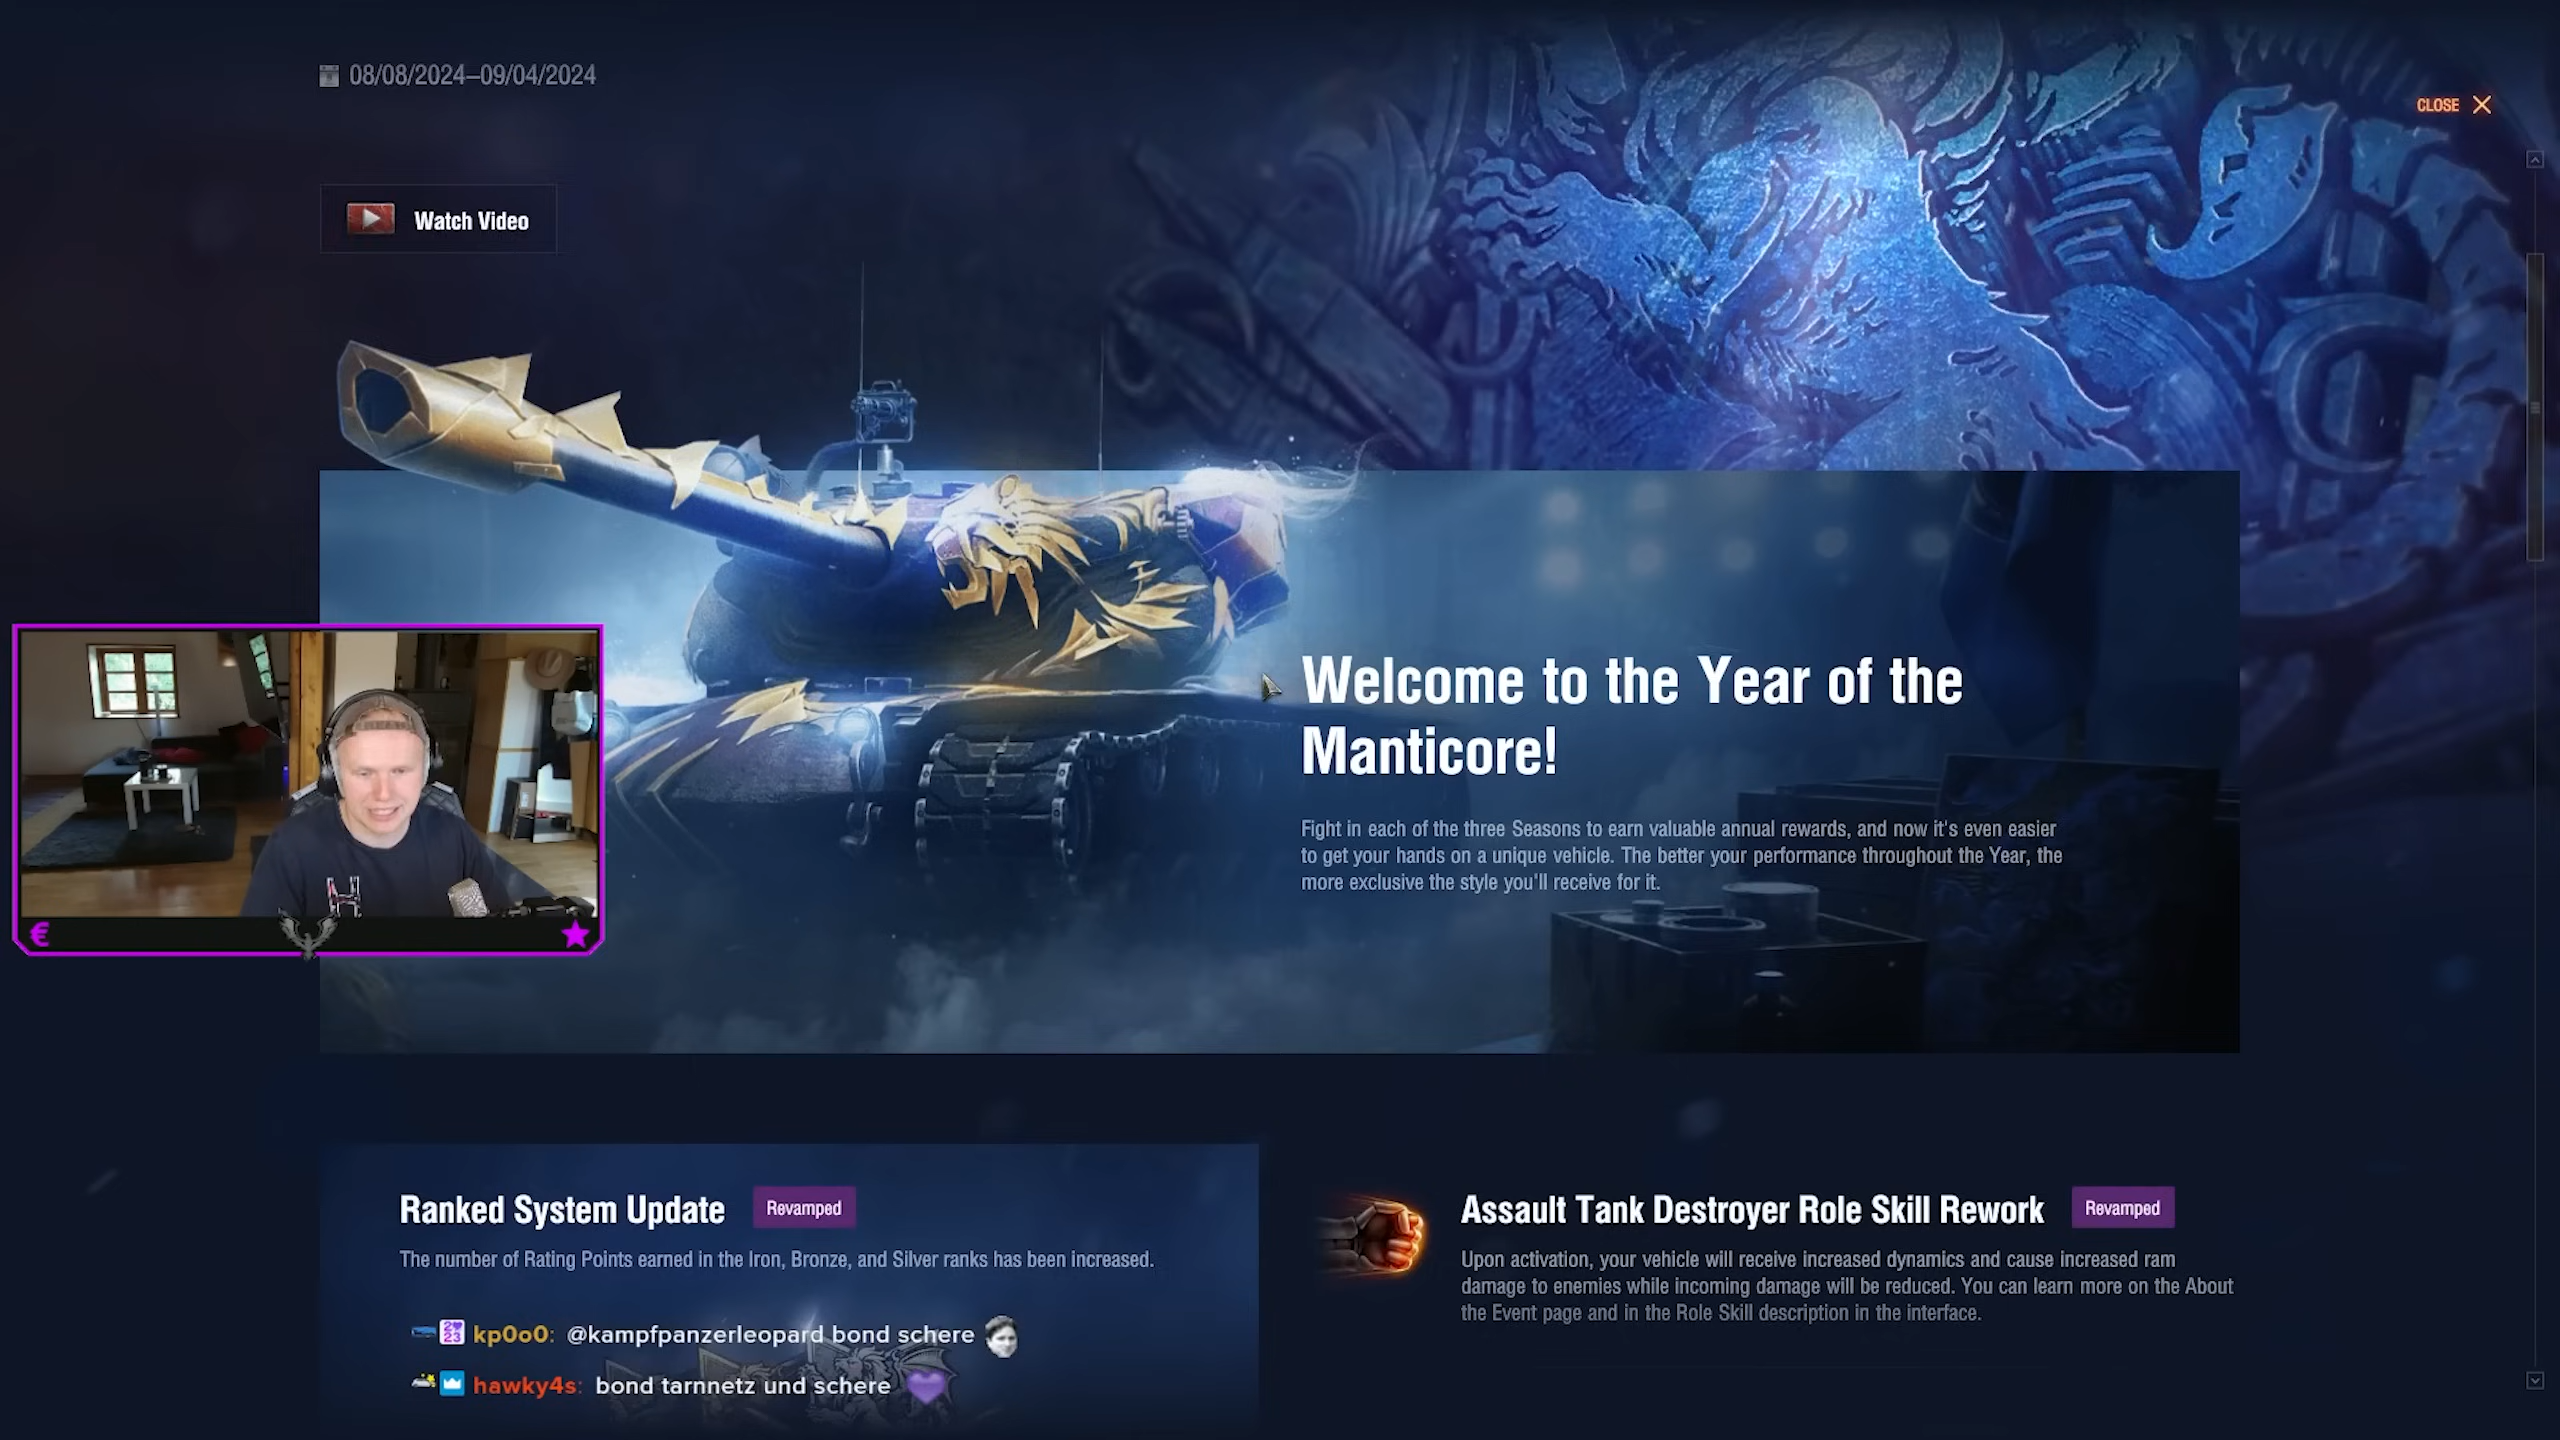 08/08/2024–09/04/2024
CLOSE
Watch Video
Welcome to the Year of the
Manticore!
Fight in each of the three Seasons to earn valuable annual rewards, and now it's even easier
to get your hands on a unique vehicle. The better your performance throughout the Year, the
more exclusive the style you'll receive for it.
€
Ranked System Update Revamped
The number of Rating Points earned in the Iron, Bronze, and Silver ranks has been increased.
Assault Tank Destroyer Role Skill Rework Revamped
Upon activation, your vehicle will receive increased dynamics and cause increased ram
damage to enemies while incoming damage will be reduced. You can learn more on the About
the Event page and in the Role Skill description in the interface.
kp0o0: @kampfpanzerleopard bond schere
hawky4s: bond tarnnetz und schere